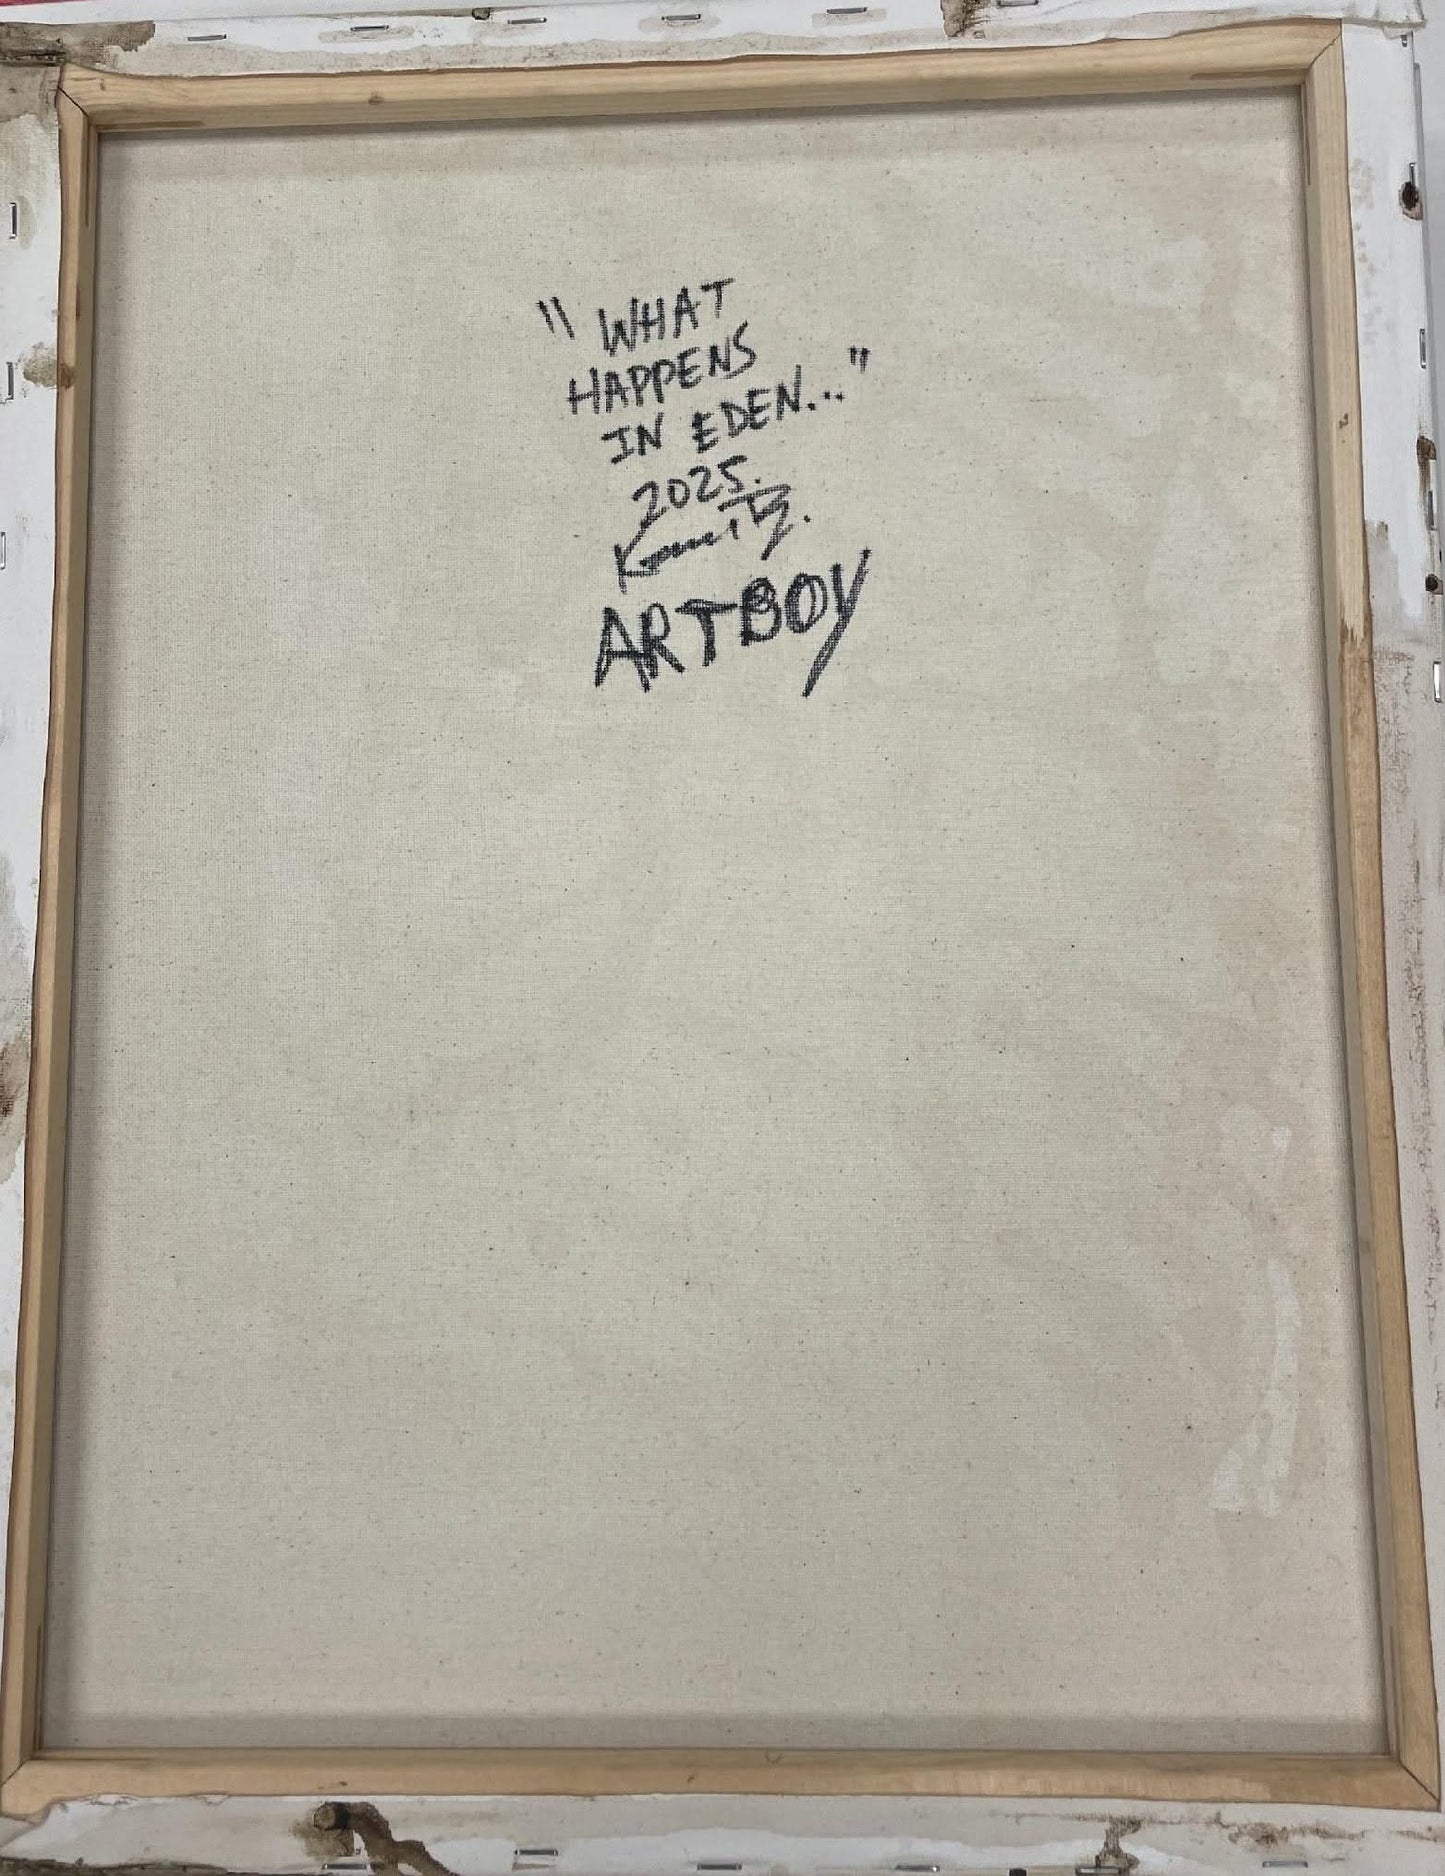 "WHAT
HAPPENS
IN EDEN..."
2025.
ARTBOY